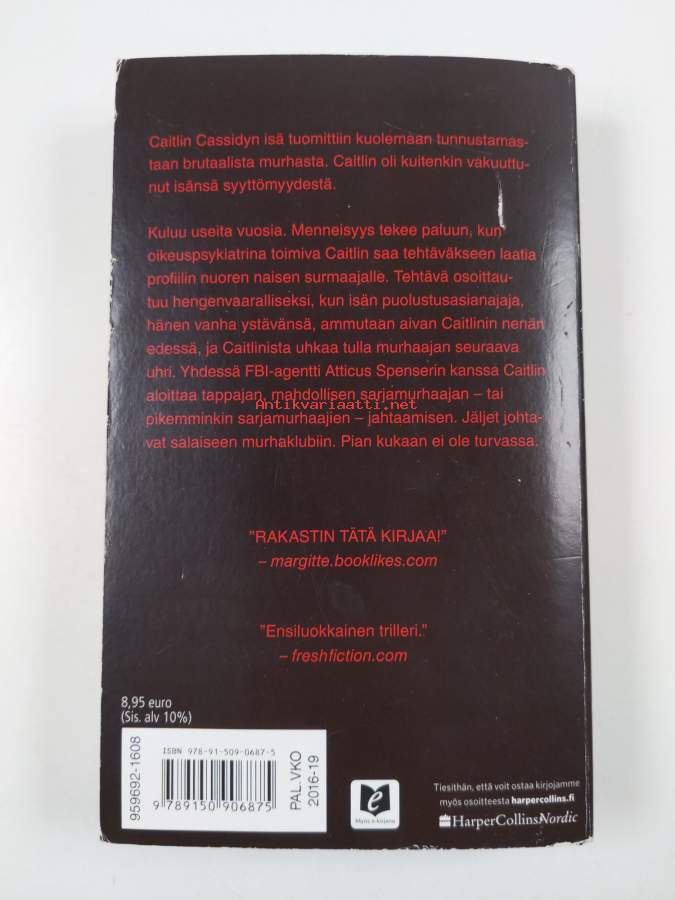 Caitlin Cassidyn isä tuomittiin kuolemaan tunnustamas-
taan brutaalista murhasta. Caitlin oli kuitenkin vakuuttu-
nut isänsä syyttömyydestä.
Kuluu useita vuosia. Menneisyys tekee paluun, kun
oikeuspsykiatrina toimiva Caitlin saa tehtäväkseen laatia
profiilin nuoren naisen surmaajalle. Tehtävä osoittau-
tuu hengenvaaralliseksi, kun isän puolustusasianajaja,
hänen vanha ystävänsä, ammutaan aivan Caitlinin nenän
edessä, ja Caitlinista uhkaa tulla murhaajan seuraava
uhri. Yhdessä FBI-agentti Atticus Spenserin kanssa Caitlin
aloittaa tappajan, mahdollisen sarjamurhaajan – tai
Antikvariaatti.net
pikemminkin sarjamurhaajien – jahtaamisen. Jäljet johta-
vat salaiseen murhaklubiin. Pian kukaan ei ole turvassa.
"RAKASTIN TÄTÄ KIRJAA!"
– margitte.booklikes.com
"Ensiluokkainen trilleri."
– freshfiction.com
8,95 euro
(Sis. alv 10%)
959692-1608
ISBN 978-91-509-0687-5
9 789150 906875
PAL.VKO
2016-19
e
Myös e-kirjana
Tiesithän, että voit ostaa kirjojamme
myös osoitteesta harpercollins.fi
HarperCollins Nordic